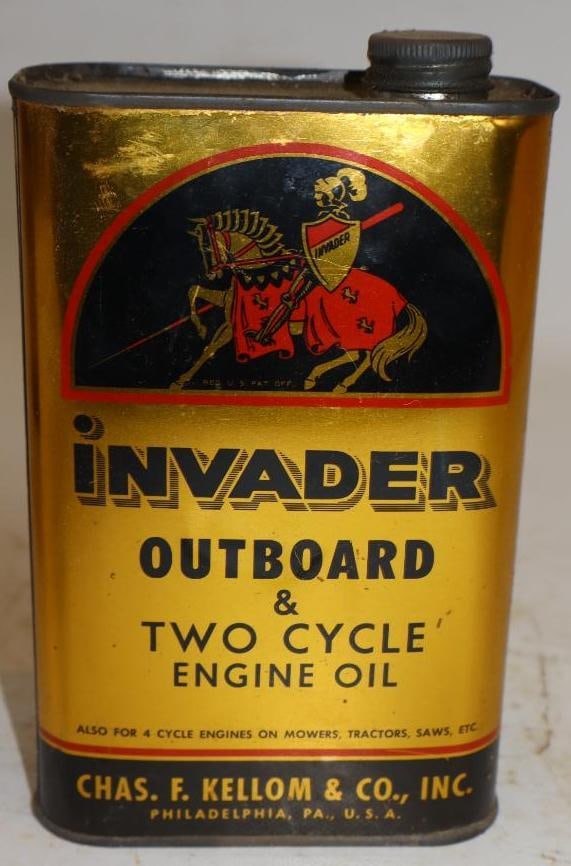 INVADER
REG. U.S. PAT. OFF.
iNVADER
OUTBOARD
&
TWO CYCLE
ENGINE OIL
ALSO FOR 4 CYCLE ENGINES ON MOWERS, TRACTORS, SAWS, ETC.
CHAS. F. KELLOM & CO., INC.
PHILADELPHIA, PA., U.S.A.